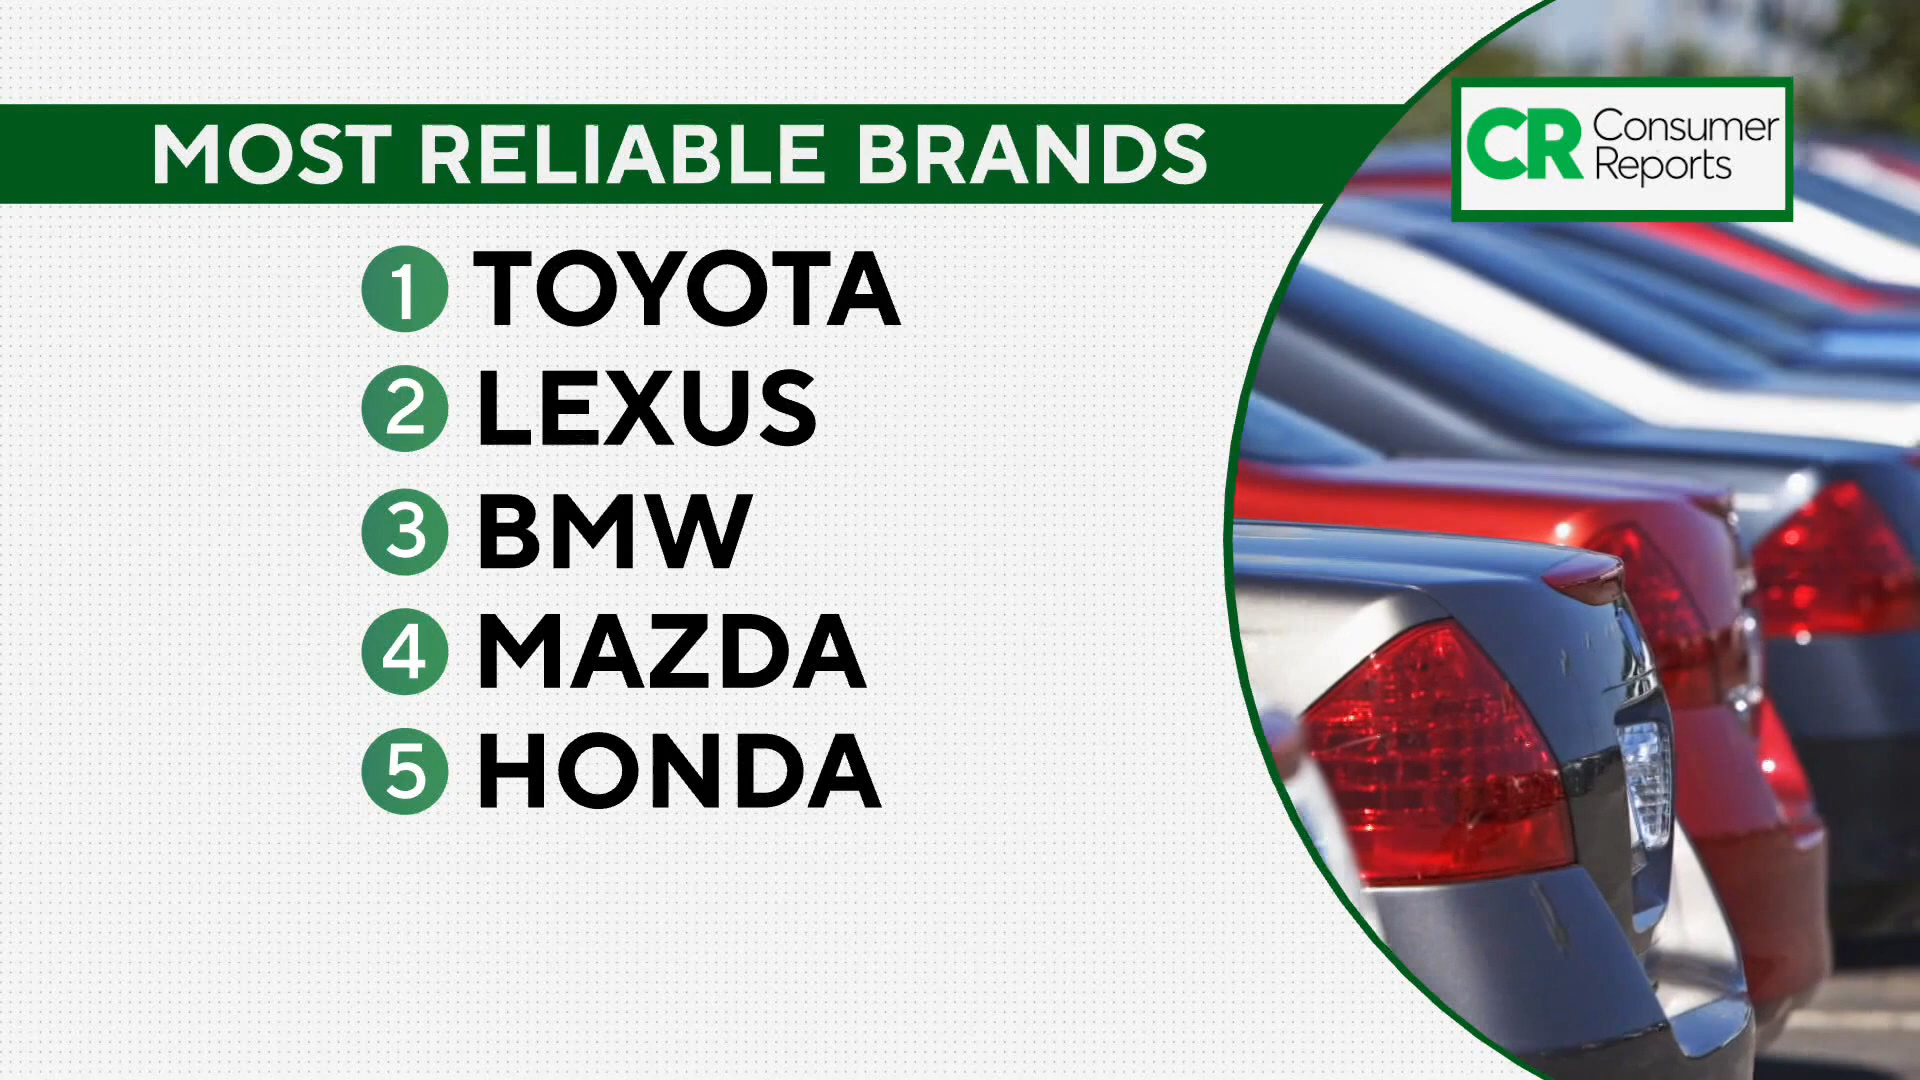 MOST RELIABLE BRANDS
CR Consumer
Reports
1 TOYOTA
2 LEXUS
3 BMW
4 MAZDA
5 HONDA